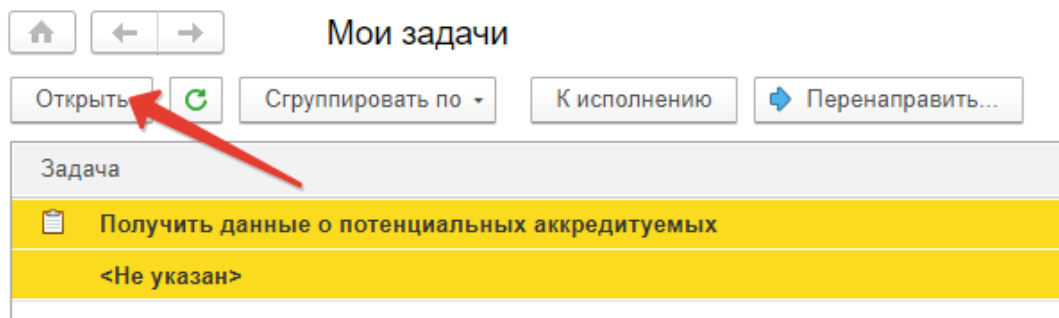 Мои задачи
Открыть Сгруппировать по К исполнению Перенаправить...
Задача
Получить данные о потенциальных аккредитуемых
<Не указан>